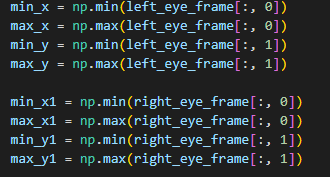 min_x = np.min(left_eye_frame[:, 0])
max_x = np.max(left_eye_frame[:, 0])
min_y = np.min(left_eye_frame[:, 1])
max_y = np.max(left_eye_frame[:, 1])
min_x1 = np.min(right_eye_frame[:, 0])
max_x1 = np.max(right_eye_frame[:, 0])
min_y1 = np.min(right_eye_frame[:, 1])
max_y1 = np.max(right_eye_frame[:, 1])